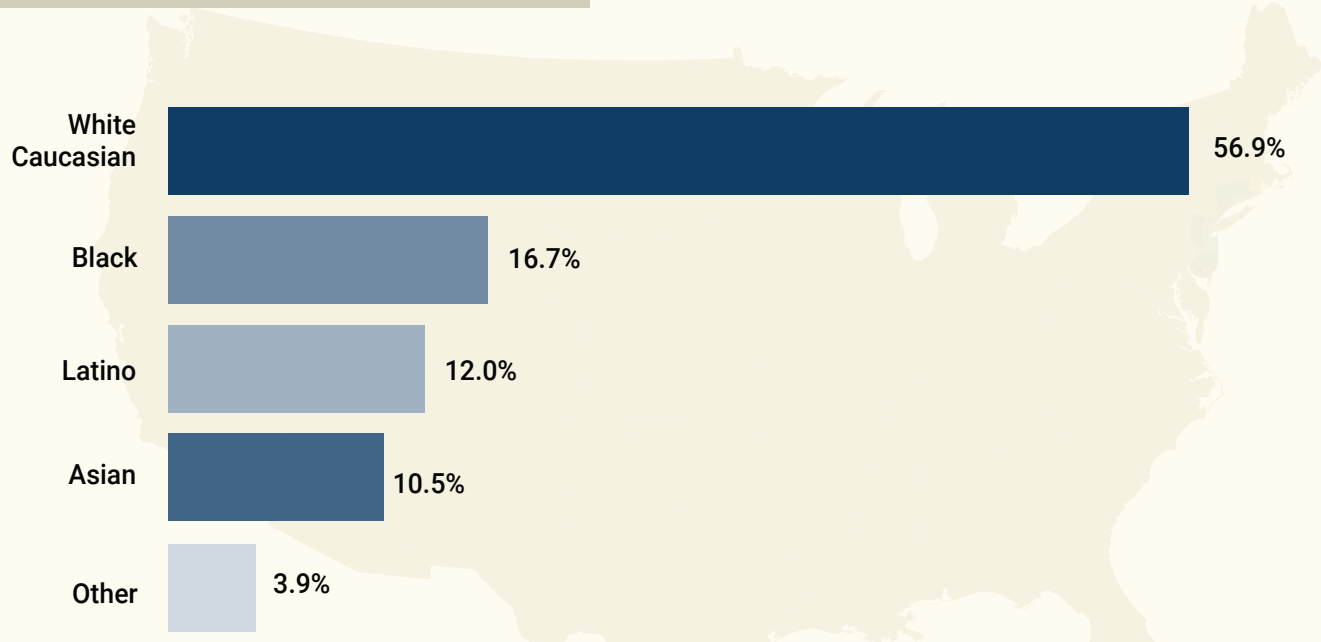 White
Caucasian
56.9%
Black
16.7%
Latino
12.0%
Asian
10.5%
Other
3.9%